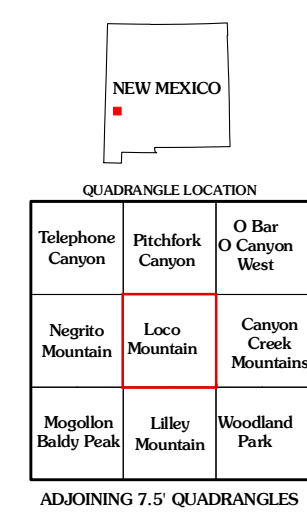 NEW MEXICO
QUADRANGLE LOCATION
Telephone
Canyon
Pitchfork
Canyon
O Bar
O Canyon
West
Negrito
Mountain
Loco
Mountain
Canyon
Creek
Mountains
Mogollon
Baldy Peak
Lilley
Mountain
Woodland
Park
ADJOINING 7.5' QUADRANGLES